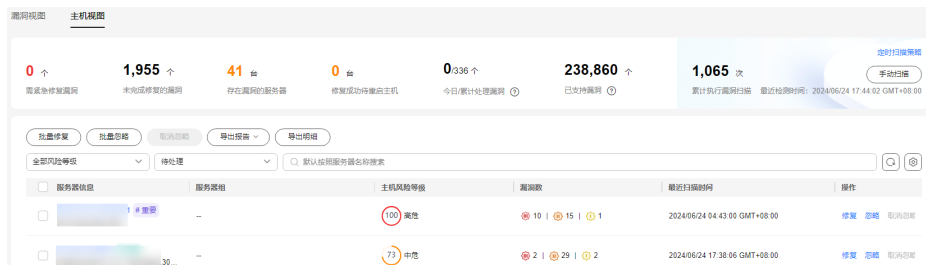 漏洞视图 主机视图
定时扫描策略
0 个 1,955 个 41 台 0 台 0/336 个 238,860 个 1,065 次 手动扫描
需紧急修复漏洞 未完成修复的漏洞 存在漏洞的服务器 修复成功待重启主机 今日/累计处理漏洞 已支持漏洞 累计执行漏洞扫描 最近检测时间：2024/06/24 17:44:02 GMT+08:00
批量修复 批量忽略 取消忽略 导出报告 导出明细
全部风险等级 待处理 默认按照服务器名称搜索
服务器信息 服务器组 主机风险等级 漏洞数 最近扫描时间 操作
1 #重要 -- 100 高危 10 | 15 | 1 2024/06/24 04:43:00 GMT+08:00 修复 忽略 取消忽略
30... -- 73 中危 2 | 29 | 2 2024/06/24 17:38:06 GMT+08:00 修复 忽略 取消忽略